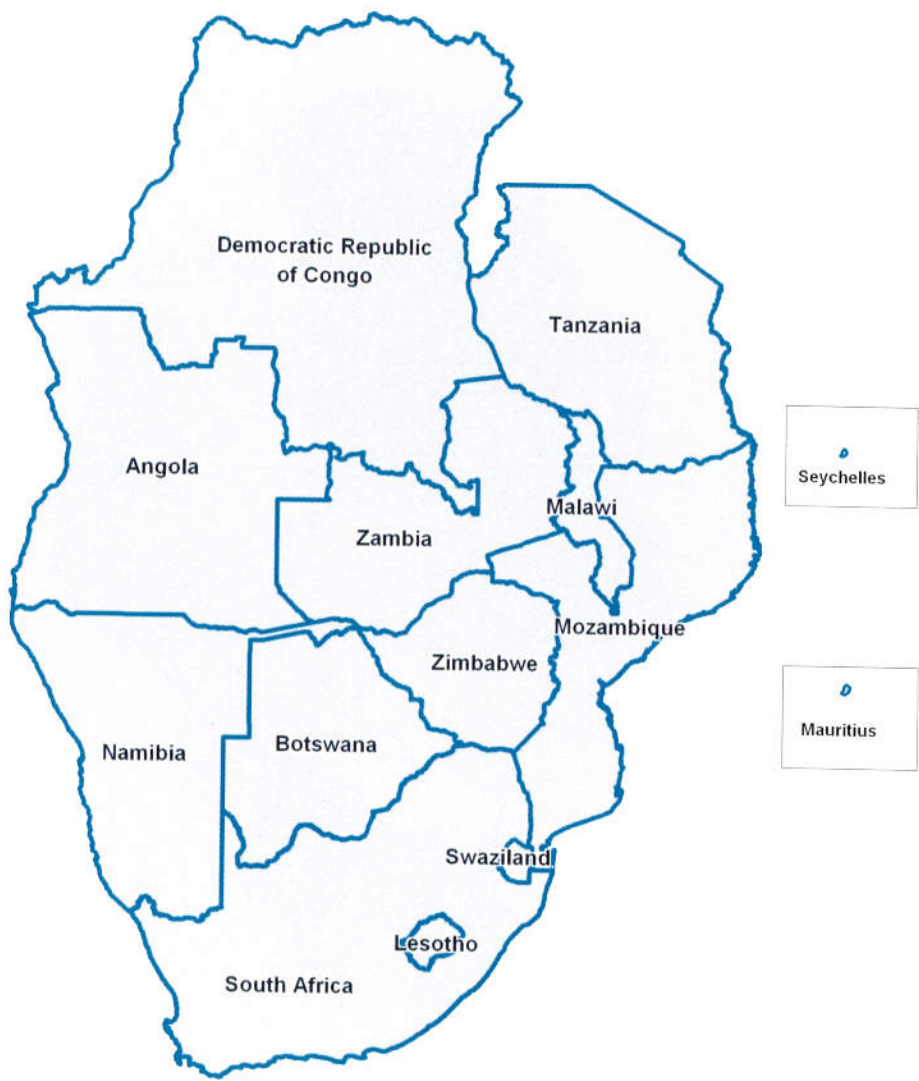 Democratic Republic
of Congo
Tanzania
Angola
Seychelles
Malawi
Zambia
Mozambique
Zimbabwe
Mauritius
Namibia
Botswana
Swaziland
Lesotho
South Africa